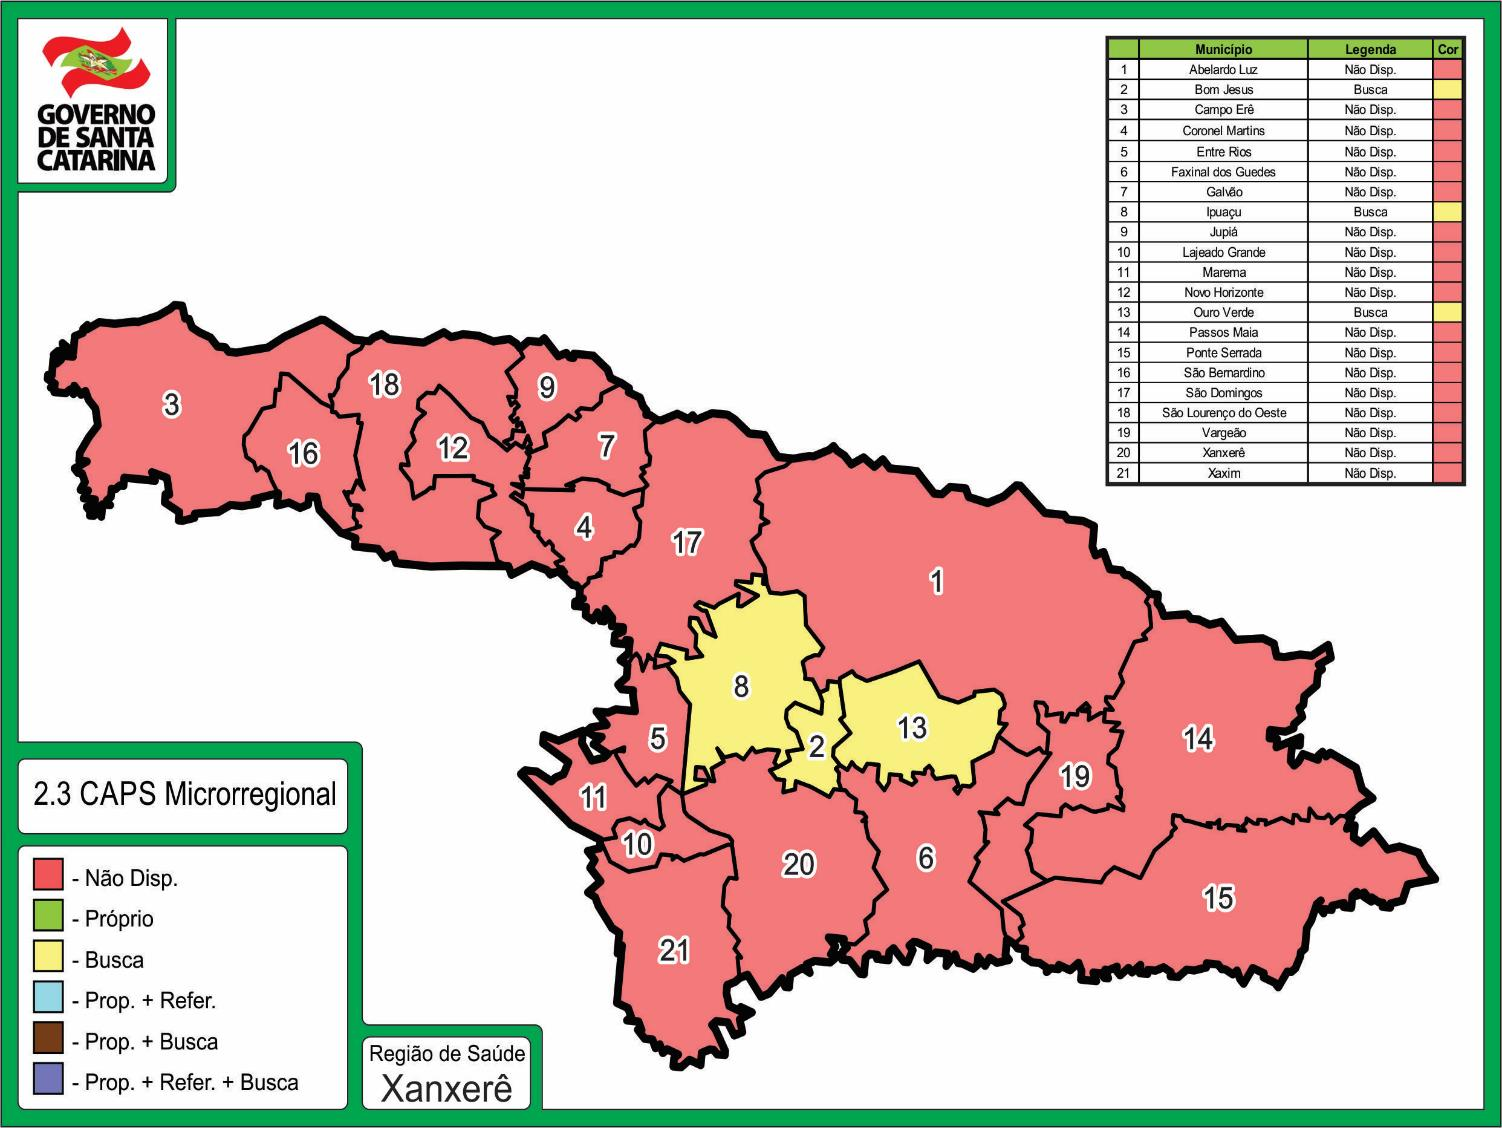 GOVERNO
DE SANTA
CATARINA
Município Legenda Cor
1 Abelardo Luz Não Disp.
2 Bom Jesus Busca
3 Campo Erê Não Disp.
4 Coronel Martins Não Disp.
5 Entre Rios Não Disp.
6 Faxinal dos Guedes Não Disp.
7 Galvão Não Disp.
8 Ipuaçu Busca
9 Jupiá Não Disp.
10 Lajeado Grande Não Disp.
11 Marema Não Disp.
12 Novo Horizonte Não Disp.
13 Ouro Verde Busca
14 Passos Maia Não Disp.
15 Ponte Serrada Não Disp.
16 São Bernardino Não Disp.
17 São Domingos Não Disp.
18 São Lourenço do Oeste Não Disp.
19 Vargeão Não Disp.
20 Xanxerê Não Disp.
21 Xaxim Não Disp.
18
9
3
7
12
16
4
17
1
8
13
5
2
14
19
11
10
6
20
15
21
2.3 CAPS Microrregional
- Não Disp.
- Próprio
- Busca
- Prop. + Refer.
- Prop. + Busca
- Prop. + Refer. + Busca
Região de Saúde
Xanxerê